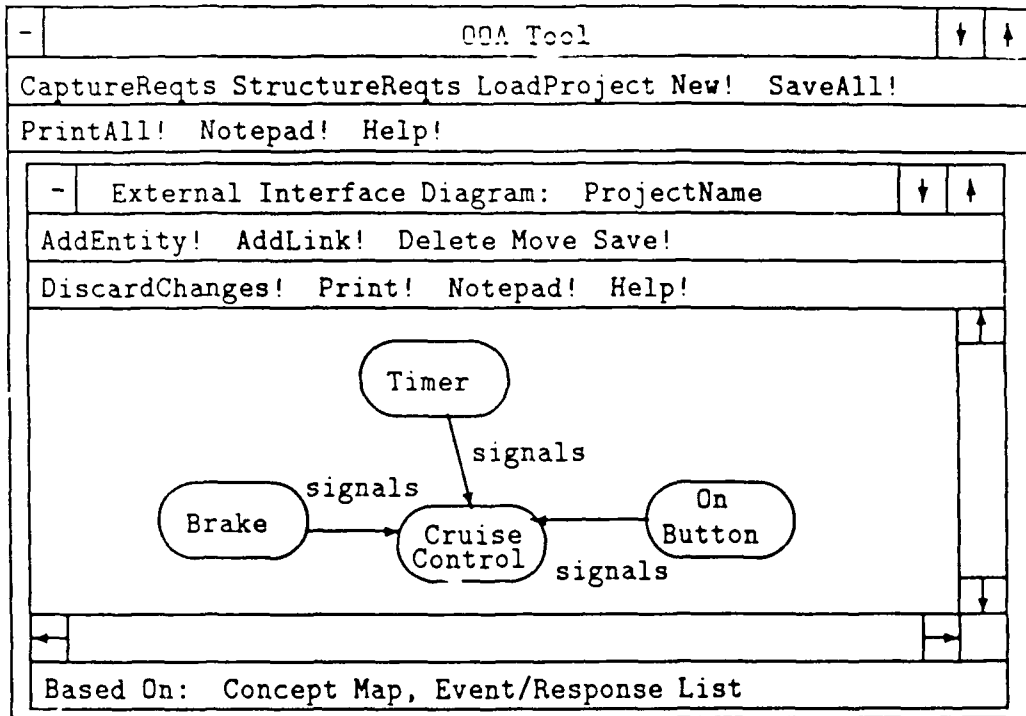 OOA Tool
CaptureReqts StructureReqts LoadProject New! SaveAll!
PrintAll! Notepad! Help!
External Interface Diagram: ProjectName
AddEntity! AddLink! Delete Move Save!
DiscardChanges! Print! Notepad! Help!
Timer
signals
signals
Brake
Cruise
Control
On
Button
signals
Based On: Concept Map, Event/Response List